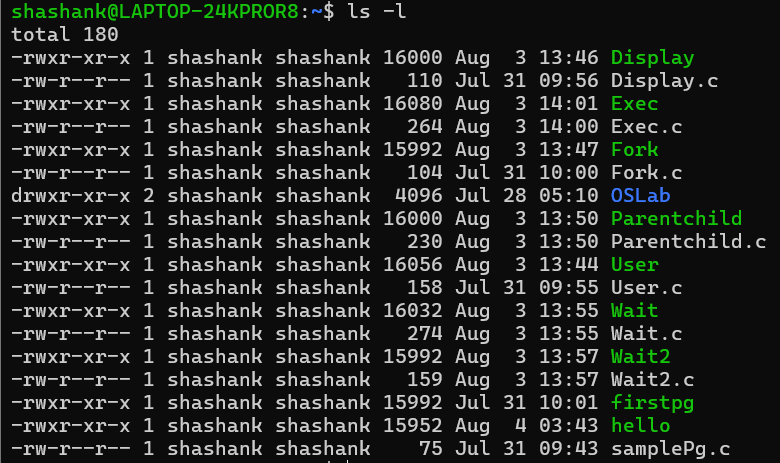 shashank@LAPTOP-24KPROR8:~$ ls -l
total 180
-rwxr-xr-x 1 shashank shashank 16000 Aug  3 13:46 Display
-rw-r--r-- 1 shashank shashank   110 Jul 31 09:56 Display.c
-rwxr-xr-x 1 shashank shashank 16080 Aug  3 14:01 Exec
-rw-r--r-- 1 shashank shashank   264 Aug  3 14:00 Exec.c
-rwxr-xr-x 1 shashank shashank 15992 Aug  3 13:47 Fork
-rw-r--r-- 1 shashank shashank   104 Jul 31 10:00 Fork.c
drwxr-xr-x 2 shashank shashank  4096 Jul 28 05:10 OSLab
-rwxr-xr-x 1 shashank shashank 16000 Aug  3 13:50 Parentchild
-rw-r--r-- 1 shashank shashank   230 Aug  3 13:50 Parentchild.c
-rwxr-xr-x 1 shashank shashank 16056 Aug  3 13:44 User
-rw-r--r-- 1 shashank shashank   158 Jul 31 09:55 User.c
-rwxr-xr-x 1 shashank shashank 16032 Aug  3 13:55 Wait
-rw-r--r-- 1 shashank shashank   274 Aug  3 13:55 Wait.c
-rwxr-xr-x 1 shashank shashank 15992 Aug  3 13:57 Wait2
-rw-r--r-- 1 shashank shashank   159 Aug  3 13:57 Wait2.c
-rwxr-xr-x 1 shashank shashank 15992 Jul 31 10:01 firstpg
-rwxr-xr-x 1 shashank shashank 15952 Aug  4 03:43 hello
-rw-r--r-- 1 shashank shashank    75 Jul 31 09:43 samplePg.c